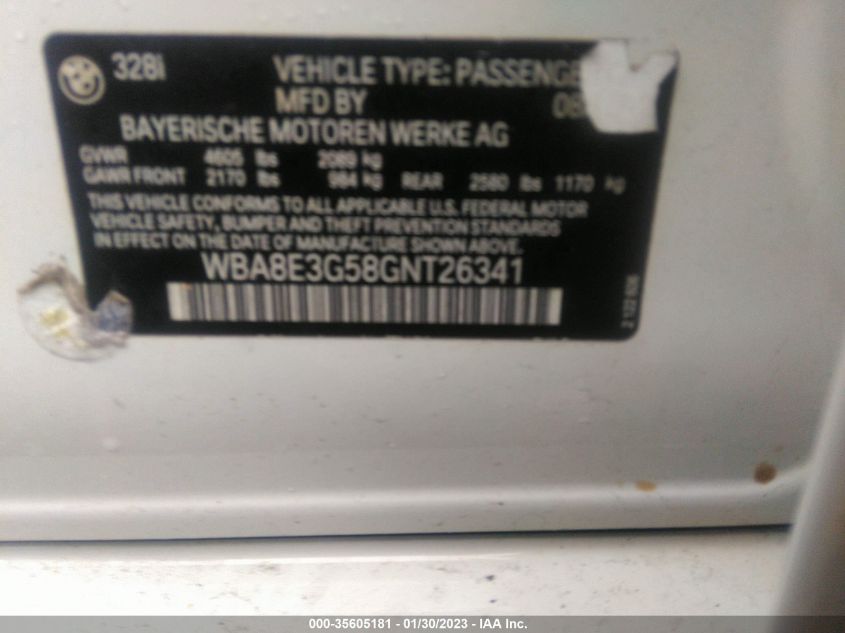 328i VEHICLE TYPE: PASSENGE
MFD BY 08
BAYERISCHE MOTOREN WERKE AG
GVWR 4605 lbs 2089 kg
GAWR FRONT 2170 lbs 984 kg REAR 2580 lbs 1170 kg
THIS VEHICLE CONFORMS TO ALL APPLICABLE U.S. FEDERAL MOTOR
VEHICLE SAFETY, BUMPER AND THEFT PREVENTION STANDARDS
IN EFFECT ON THE DATE OF MANUFACTURE SHOWN ABOVE.
WBA8E3G58GNT26341
000-35605181 - 01/30/2023 - IAA Inc.